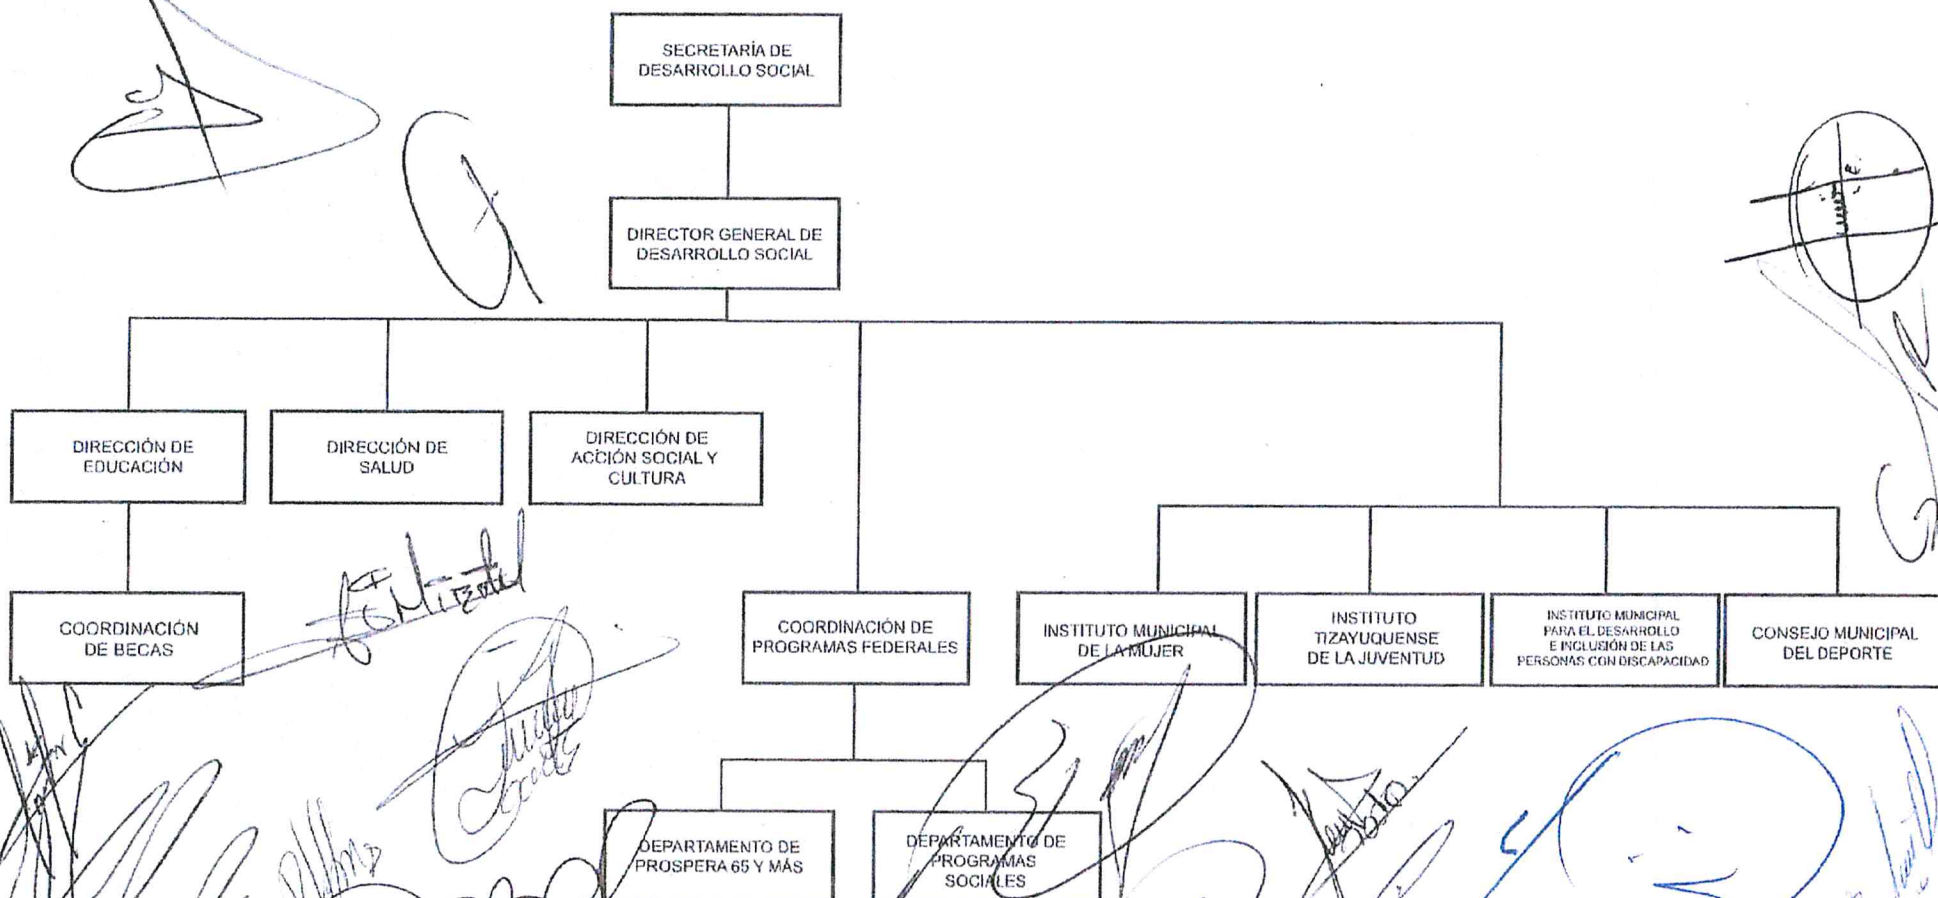 SECRETARÍA DE
DESARROLLO SOCIAL
DIRECTOR GENERAL DE
DESARROLLO SOCIAL
DIRECCIÓN DE
EDUCACIÓN
DIRECCIÓN DE
SALUD
DIRECCIÓN DE
ACCIÓN SOCIAL Y
CULTURA
COORDINACIÓN
DE BECAS
COORDINACIÓN DE
PROGRAMAS FEDERALES
INSTITUTO MUNICIPAL
DE LA MUJER
INSTITUTO
TIZAYUQUENSE
DE LA JUVENTUD
INSTITUTO MUNICIPAL
PARA EL DESARROLLO
E INCLUSIÓN DE LAS
PERSONAS CON DISCAPACIDAD
CONSEJO MUNICIPAL
DEL DEPORTE
DEPARTAMENTO DE
PROSPERA 65 Y MÁS
DEPARTAMENTO DE
PROGRAMAS
SOCIALES